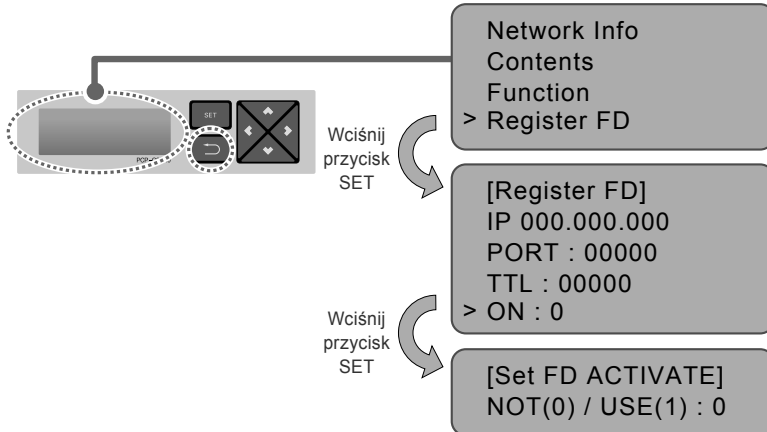 Network Info
Contents
Function
> Register FD
SET
Wciśnij
przycisk
SET
[Register FD]
IP 000.000.000
PORT : 00000
TTL : 00000
> ON : 0
Wciśnij
przycisk
SET
[Set FD ACTIVATE]
NOT(0) / USE(1) : 0